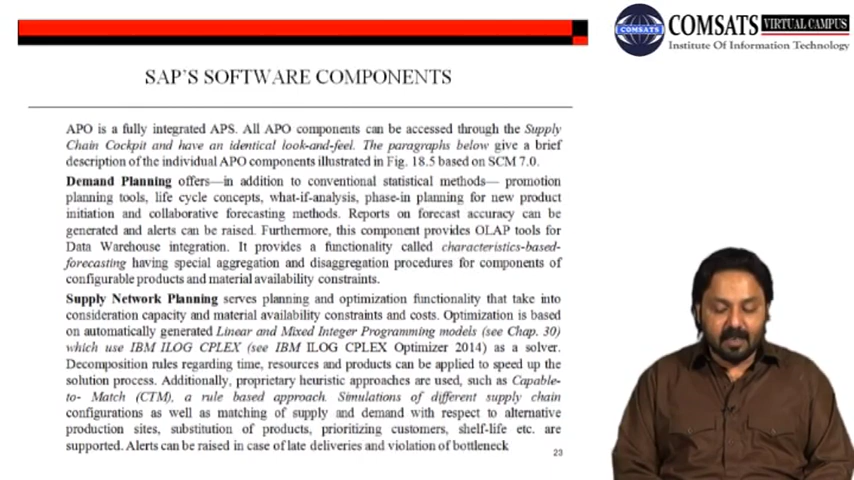 COMSATS
COMSATS VIRTUAL CAMPUS
Institute Of Information Technology
SAP'S SOFTWARE COMPONENTS
APO is a fully integrated APS. All APO components can be accessed through the Supply
Chain Cockpit and have an identical look-and-feel. The paragraphs below give a brief
description of the individual APO components illustrated in Fig. 18.5 based on SCM 7.0.
Demand Planning offers—in addition to conventional statistical methods— promotion
planning tools, life cycle concepts, what-if-analysis, phase-in planning for new product
initiation and collaborative forecasting methods. Reports on forecast accuracy can be
generated and alerts can be raised. Furthermore, this component provides OLAP tools for
Data Warehouse integration. It provides a functionality called characteristics-based-
forecasting having special aggregation and disaggregation procedures for components of
configurable products and material availability constraints.
Supply Network Planning serves planning and optimization functionality that take into
consideration capacity and material availability constraints and costs. Optimization is based
on automatically generated Linear and Mixed Integer Programming models (see Chap. 30)
which use IBM ILOG CPLEX (see IBM ILOG CPLEX Optimizer 2014) as a solver.
Decomposition rules regarding time, resources and products can be applied to speed up the
solution process. Additionally, proprietary heuristic approaches are used, such as Capable-
to- Match (CTM), a rule based approach. Simulations of different supply chain
configurations as well as matching of supply and demand with respect to alternative
production sites, substitution of products, prioritizing customers, shelf-life etc. are
supported. Alerts can be raised in case of late deliveries and violation of bottleneck
23